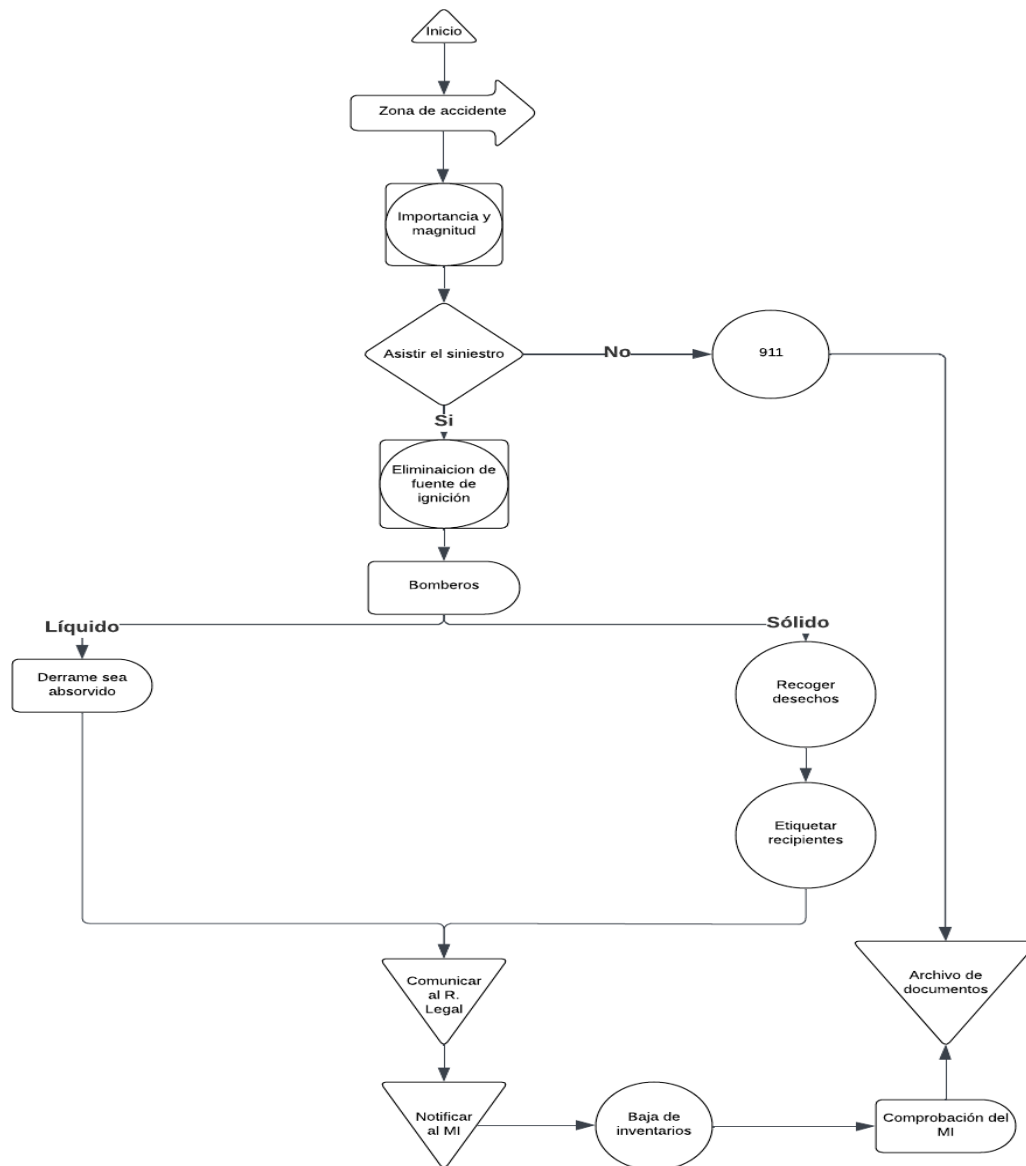 Inicio
Zona de accidente
Importancia y
magnitud
Asistir el siniestro
No
911
Si
Eliminaicion de
fuente de
ignición
Bomberos
Líquido
Sólido
Derrame sea
absorvido
Recoger
desechos
Etiquetar
recipientes
Comunicar
al R.
Legal
Archivo de
documentos
Notificar
al MI
Baja de
inventarios
Comprobación del
MI